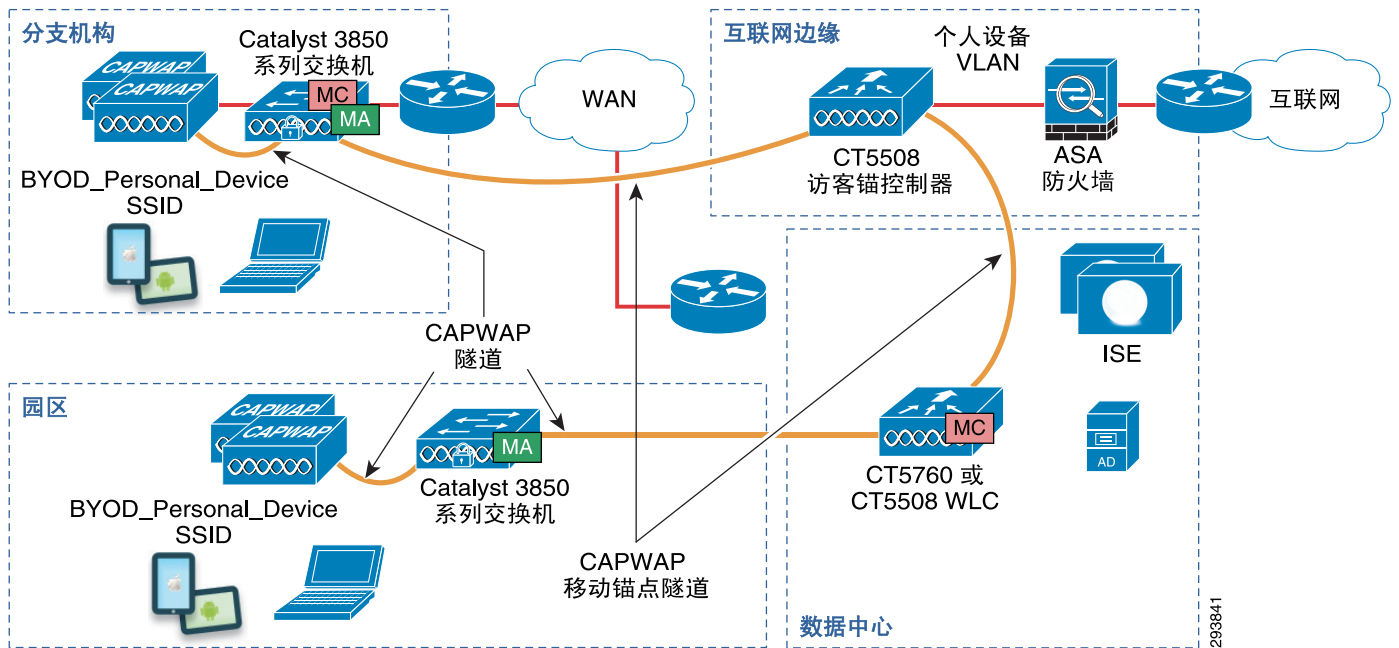 分支机构
Catalyst 3850
系列交换机
CAPWAP
CAPWAP
MC
MA
BYOD_Personal_Device
SSID
WAN
互联网边缘
个人设备
VLAN
CT5508
访客锚控制器
ASA
防火墙
互联网
CAPWAP
隧道
园区
CAPWAP
CAPWAP
MA
Catalyst 3850
系列交换机
BYOD_Personal_Device
SSID
CAPWAP
移动锚点隧道
ISE
MC
CT5760 或
CT5508 WLC
AD
数据中心
293841